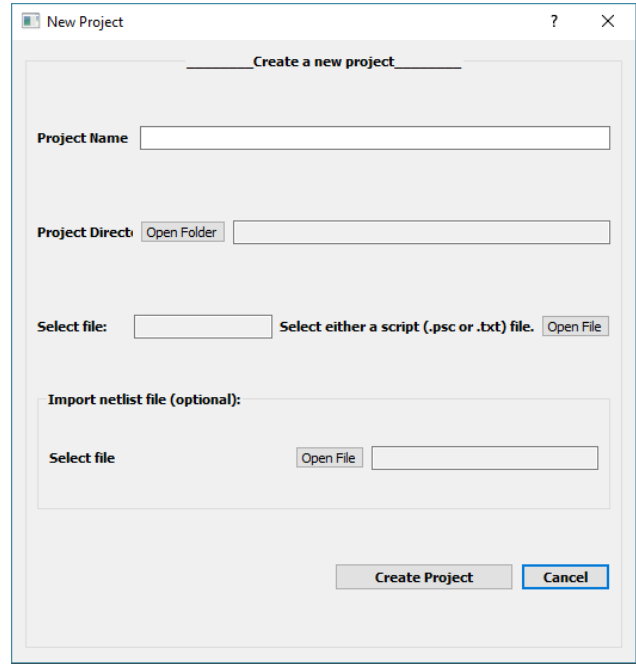 New Project
________Create a new project________
Project Name
Project Direct Open Folder
Select file: Select either a script (.psc or .txt) file. Open File
Import netlist file (optional):
Select file Open File
Create Project Cancel